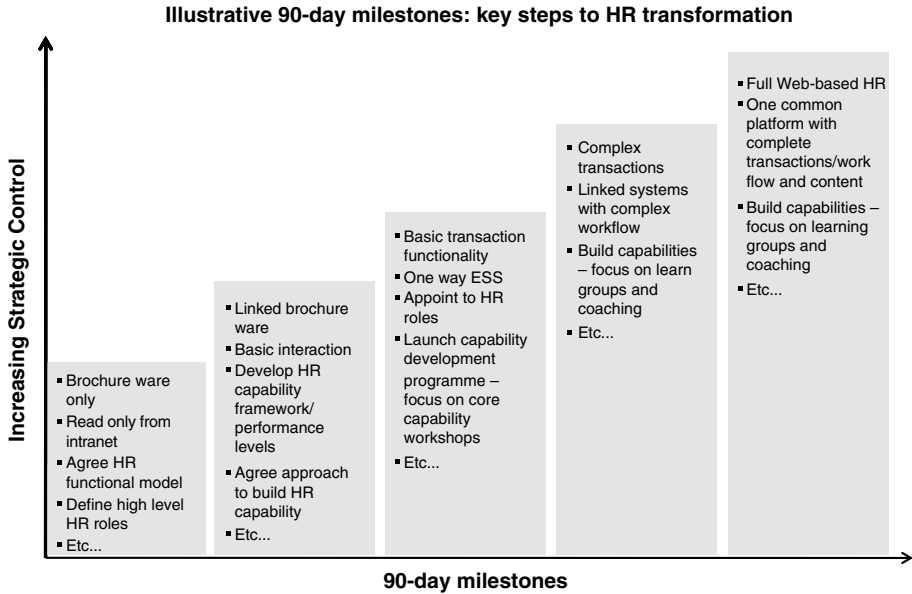 Illustrative 90-day milestones: key steps to HR transformation
Increasing Strategic Control
▪ Brochure ware
only
▪ Read only from
intranet
▪ Agree HR
functional model
▪ Define high level
HR roles
▪ Etc...
▪ Linked brochure
ware
▪ Basic interaction
▪ Develop HR
capability
framework/
performance
levels
▪ Agree approach
to build HR
capability
▪ Etc...
▪ Basic transaction
functionality
▪ One way ESS
▪ Appoint to HR
roles
▪ Launch capability
development
programme –
focus on core
capability
workshops
▪ Etc...
▪ Complex
transactions
▪ Linked systems
with complex
workflow
▪ Build capabilities
– focus on learn
groups and
coaching
▪ Etc...
▪ Full Web-based HR
▪ One common
platform with
complete
transactions/work
flow and content
▪ Build capabilities –
focus on learning
groups and
coaching
▪ Etc...
90-day milestones